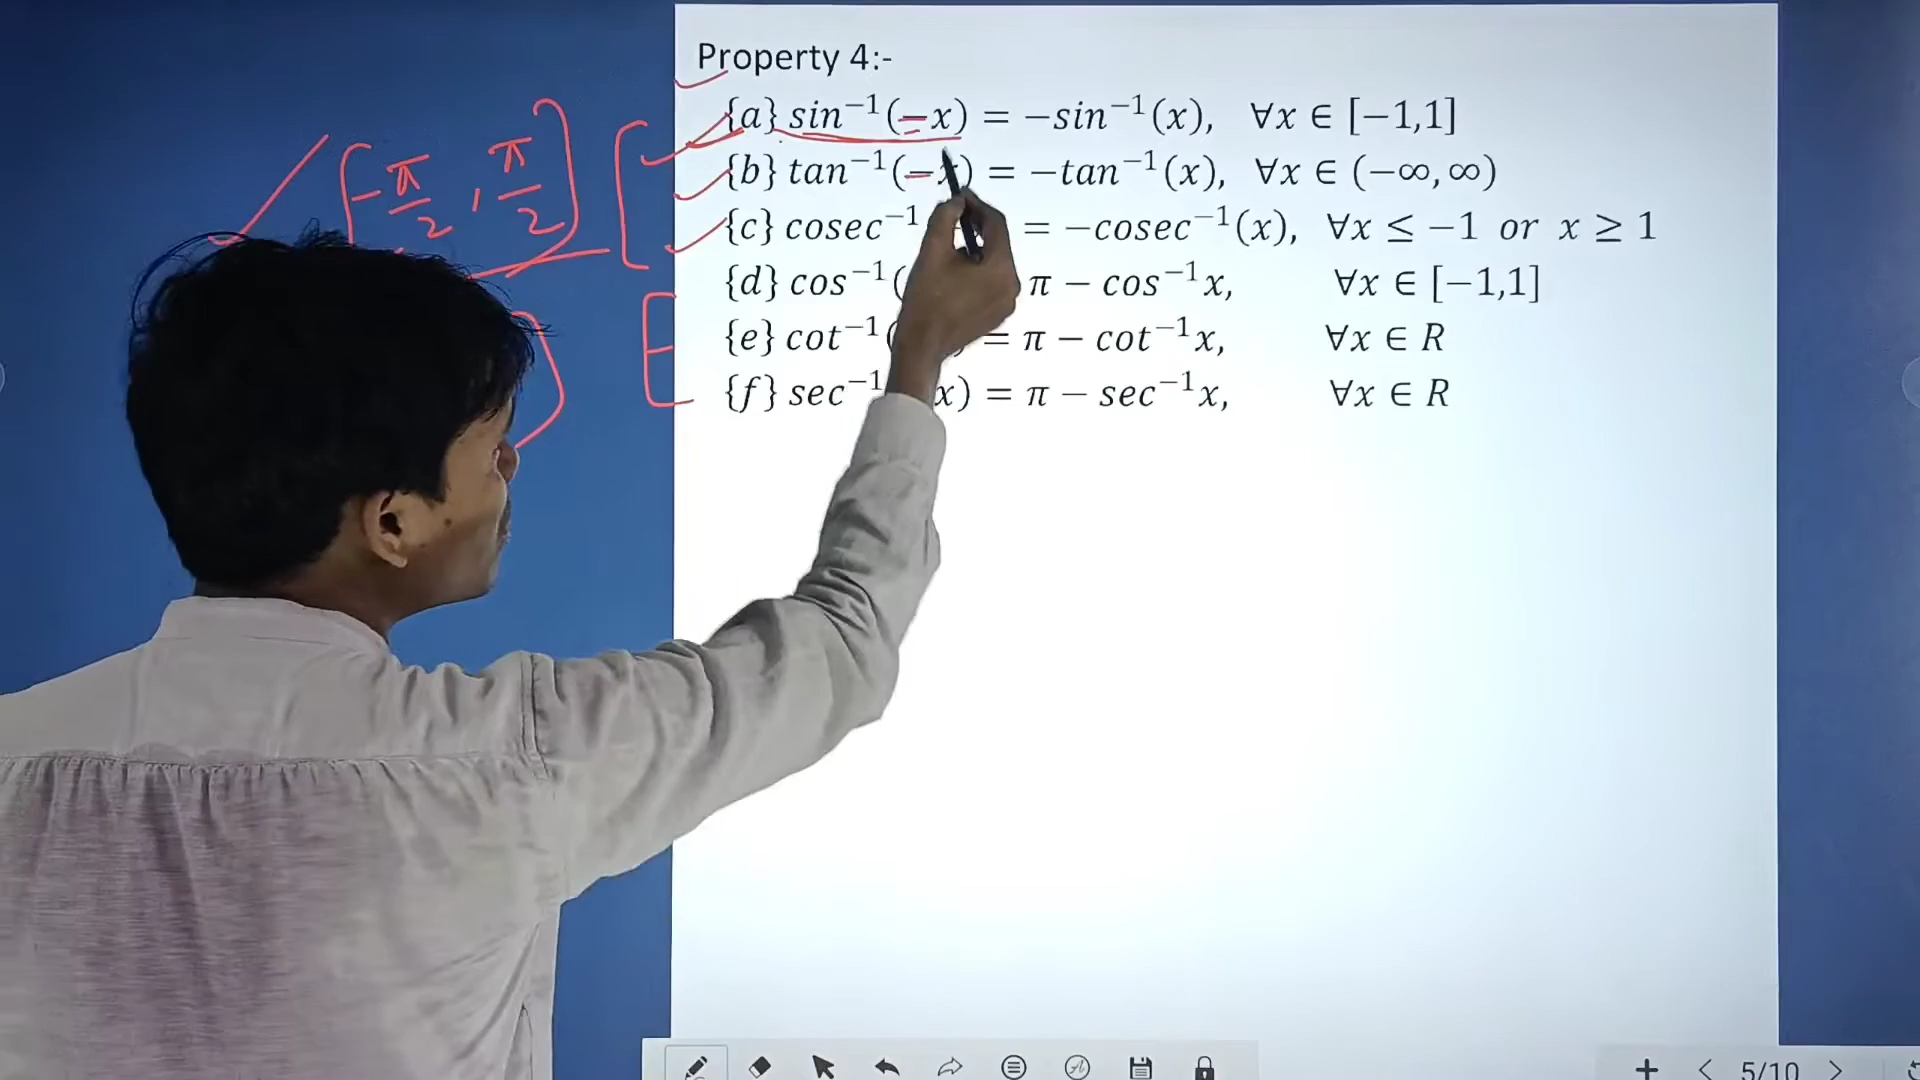 Property 4:-
{a} sin⁻¹(−x) = −sin⁻¹(x), ∀x ∈ [−1,1]
{b} tan⁻¹(−x) = −tan⁻¹(x), ∀x ∈ (−∞,∞)
{c} cosec⁻¹ = −cosec⁻¹(x), ∀x ≤ −1 or x ≥ 1
{d} cos⁻¹( π − cos⁻¹x, ∀x ∈ [−1,1]
{e} cot⁻¹( = π − cot⁻¹x, ∀x ∈ R
{f} sec⁻¹ x) = π − sec⁻¹x, ∀x ∈ R
[−π/2, π/2]
5/10